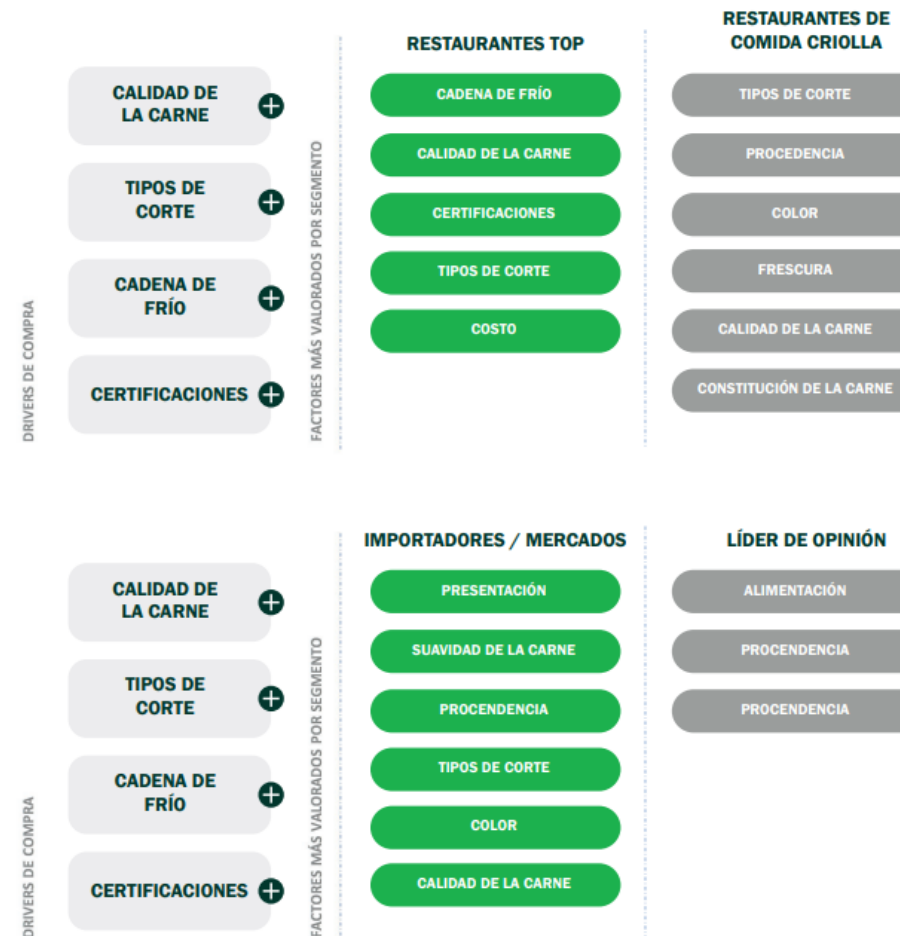 DRIVERS DE COMPRA
CALIDAD DE
LA CARNE
TIPOS DE
CORTE
CADENA DE
FRÍO
CERTIFICACIONES
FACTORES MÁS VALORADOS POR SEGMENTO
RESTAURANTES TOP
CADENA DE FRÍO
CALIDAD DE LA CARNE
CERTIFICACIONES
TIPOS DE CORTE
COSTO
RESTAURANTES DE
COMIDA CRIOLLA
TIPOS DE CORTE
PROCEDENCIA
COLOR
FRESCURA
CALIDAD DE LA CARNE
CONSTITUCIÓN DE LA CARNE
DRIVERS DE COMPRA
CALIDAD DE
LA CARNE
TIPOS DE
CORTE
CADENA DE
FRÍO
CERTIFICACIONES
FACTORES MÁS VALORADOS POR SEGMENTO
IMPORTADORES / MERCADOS
PRESENTACIÓN
SUAVIDAD DE LA CARNE
PROCENDENCIA
TIPOS DE CORTE
COLOR
CALIDAD DE LA CARNE
LÍDER DE OPINIÓN
ALIMENTACIÓN
PROCENDENCIA
PROCENDENCIA